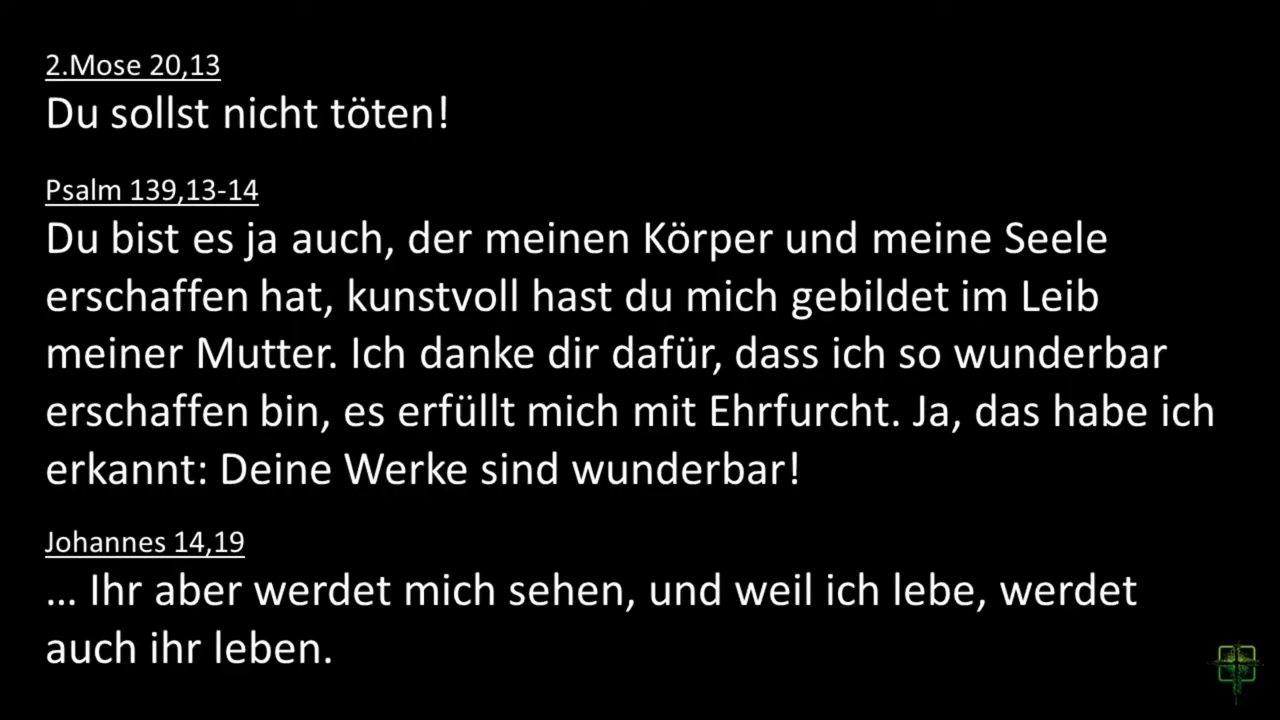 2.Mose 20,13
Du sollst nicht töten!
Psalm 139,13-14
Du bist es ja auch, der meinen Körper und meine Seele
erschaffen hat, kunstvoll hast du mich gebildet im Leib
meiner Mutter. Ich danke dir dafür, dass ich so wunderbar
erschaffen bin, es erfüllt mich mit Ehrfurcht. Ja, das habe ich
erkannt: Deine Werke sind wunderbar!
Johannes 14,19
... Ihr aber werdet mich sehen, und weil ich lebe, werdet
auch ihr leben.